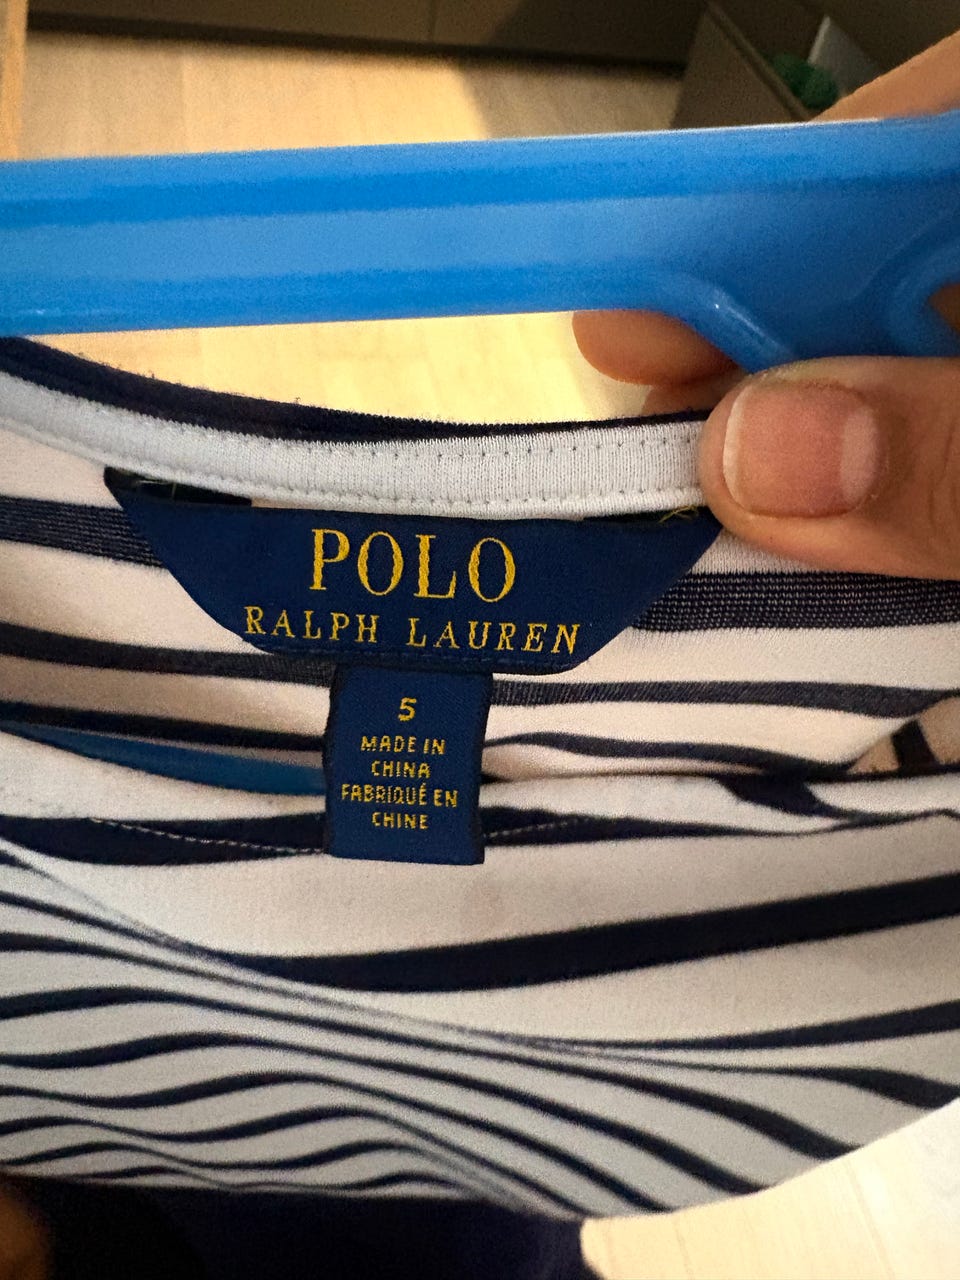 POLO
RALPH LAUREN
5
MADE IN
CHINA
FABRIQUÉ EN
CHINE